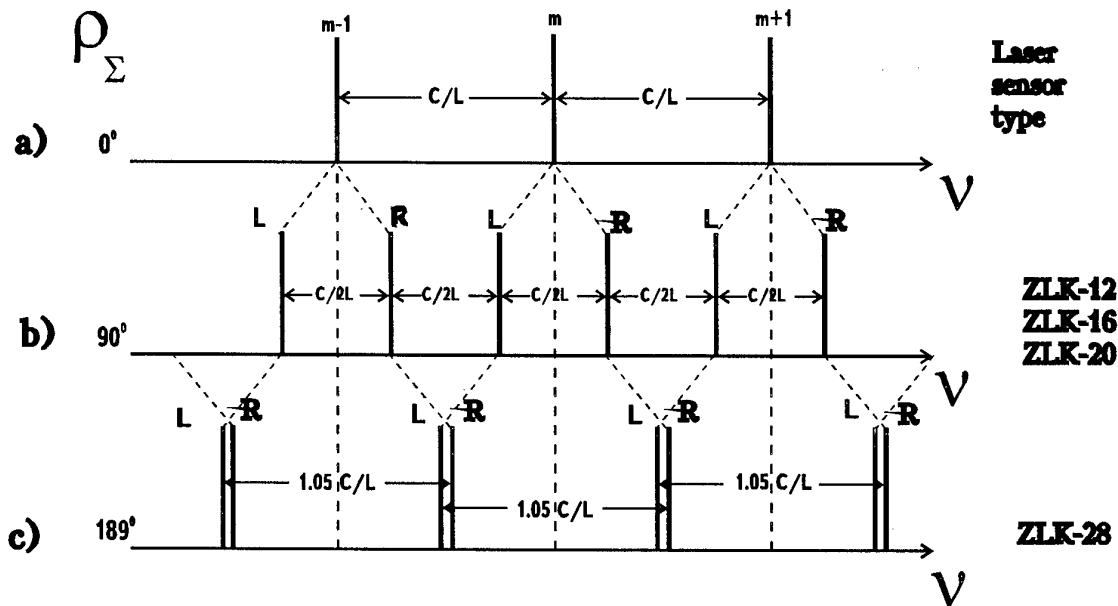 ρ_Σ
m-1 m m+1
Laser
sensor
type
C/L C/L
a) 0°
ν
L R L R L R
C/2L C/2L C/2L C/2L C/2L
ZLK-12
ZLK-16
b) 90° ZLK-20
ν
L R L R L R L R
1.05 C/L 1.05 C/L
1.05 C/L
c) 189° ZLK-28
ν